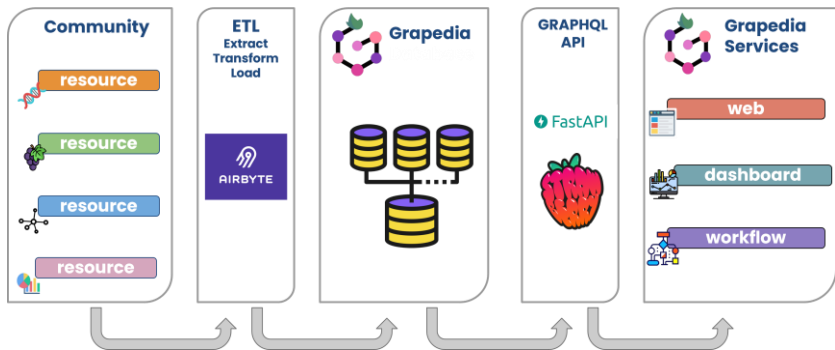 Community
resource
resource
resource
resource
ETL
Extract
Transform
Load
AIRBYTE
Grapedia
GRAPHQL
API
FastAPI
STRAWBERRY
Grapedia
Services
web
dashboard
workflow